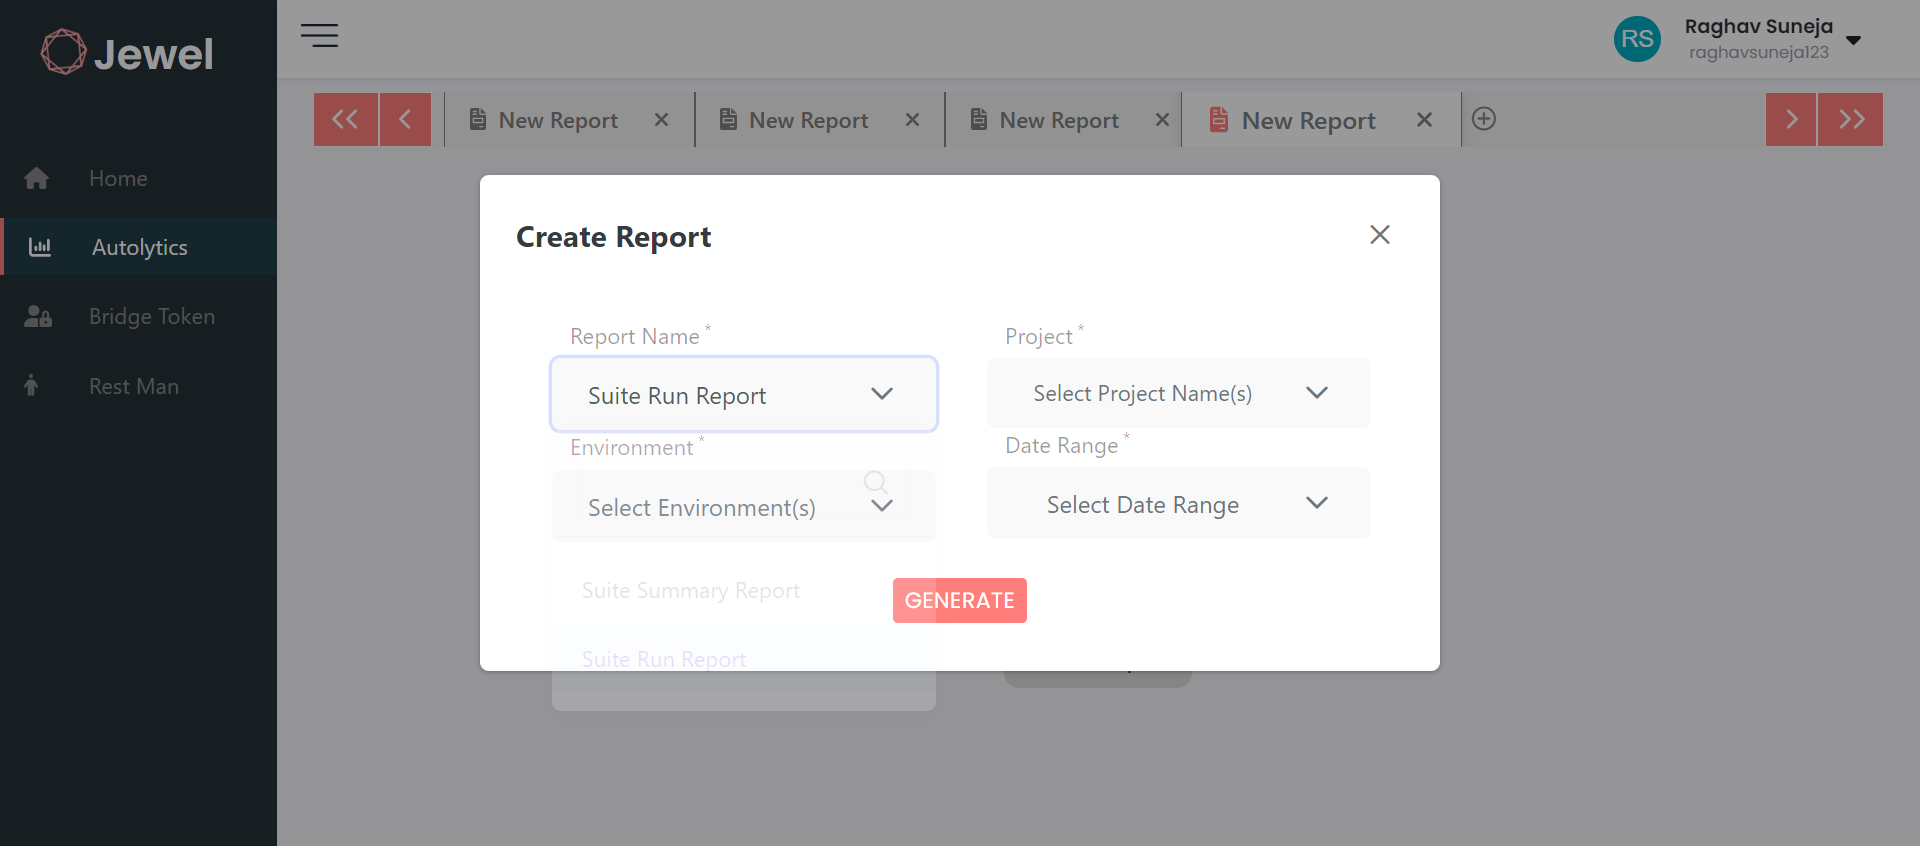 Jewel
RS
Raghav Suneja
raghavsuneja123
New Report
New Report
New Report
New Report
Home
Autolytics
Bridge Token
Rest Man
Create Report
Report Name *
Project *
Suite Run Report
Select Project Name(s)
Environment *
Date Range *
Select Environment(s)
Select Date Range
Suite Summary Report
GENERATE
Suite Run Report